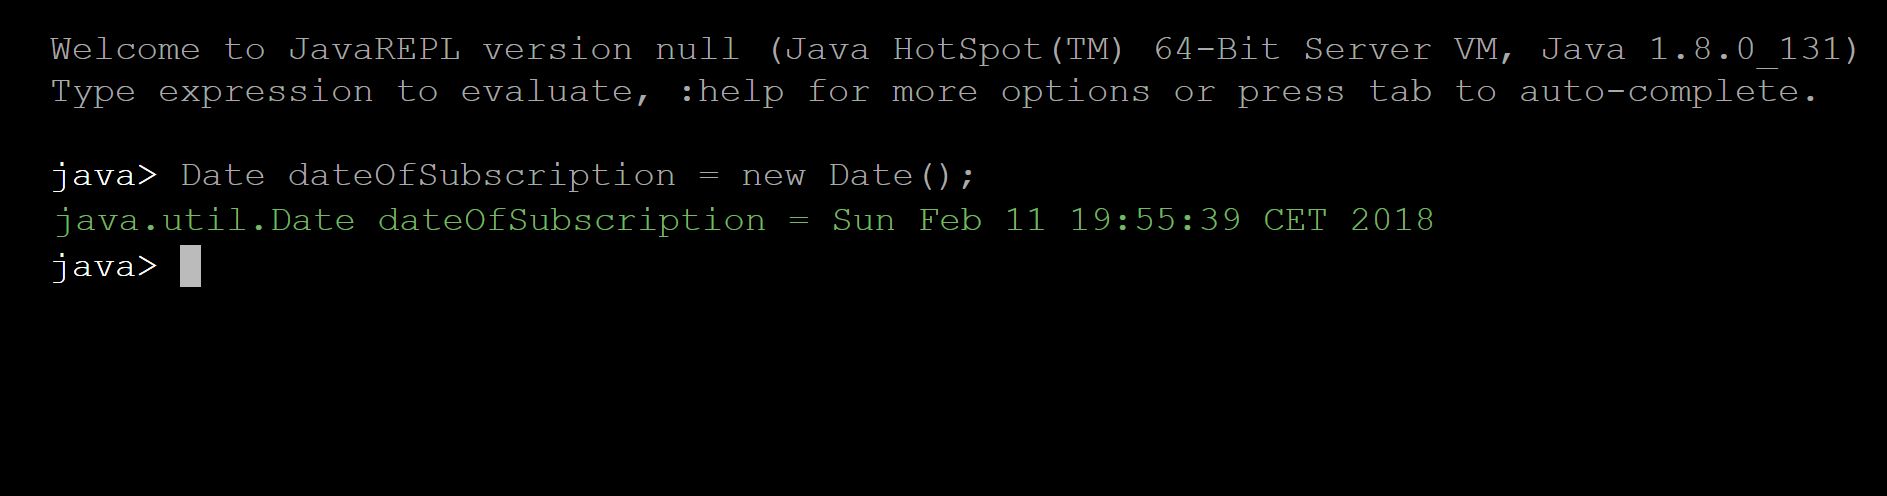 Welcome to JavaREPL version null (Java HotSpot(TM) 64-Bit Server VM, Java 1.8.0_131)
Type expression to evaluate, :help for more options or press tab to auto-complete.
java> Date dateOfSubscription = new Date();
java.util.Date dateOfSubscription = Sun Feb 11 19:55:39 CET 2018
java>